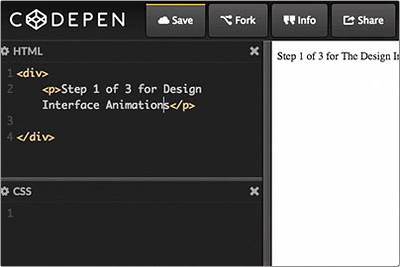 CODEPEN
Save
Fork
Info
Share
HTML
1 <div>
2 <p>Step 1 of 3 for Design
Interface Animations</p>
3
4 </div>
CSS
1
Step 1 of 3 for The Design